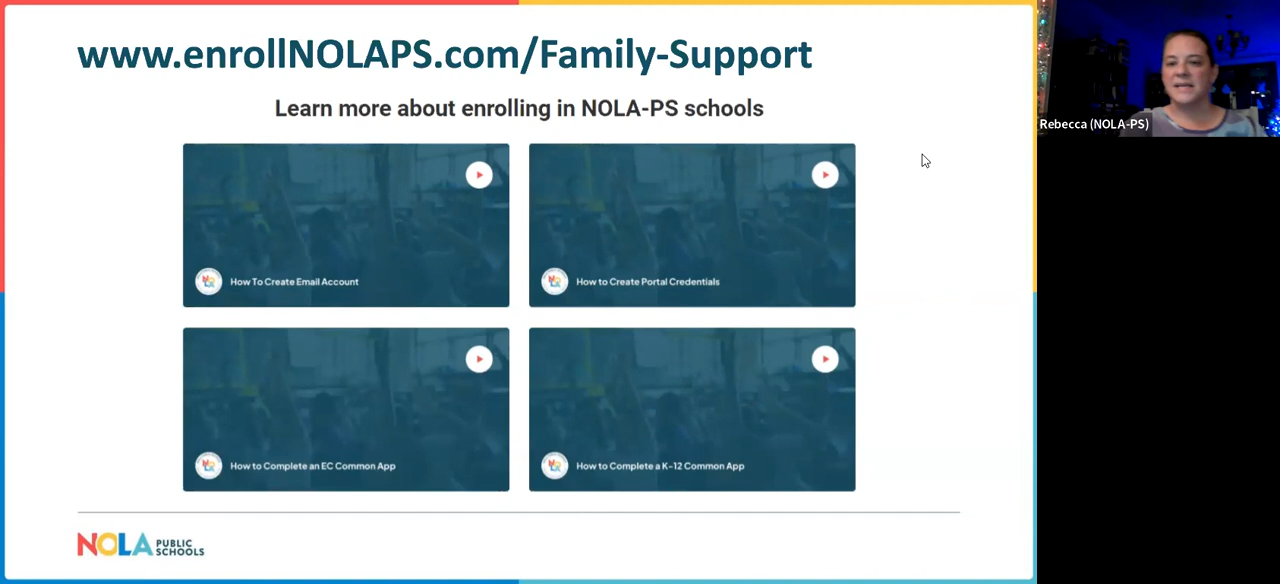 www.enrollNOLAPS.com/Family-Support
Learn more about enrolling in NOLA-PS schools
How To Create Email Account
How to Create Portal Credentials
How to Complete an EC Common App
How to Complete a K-12 Common App
NOLA PUBLIC SCHOOLS
Rebecca (NOLA-PS)